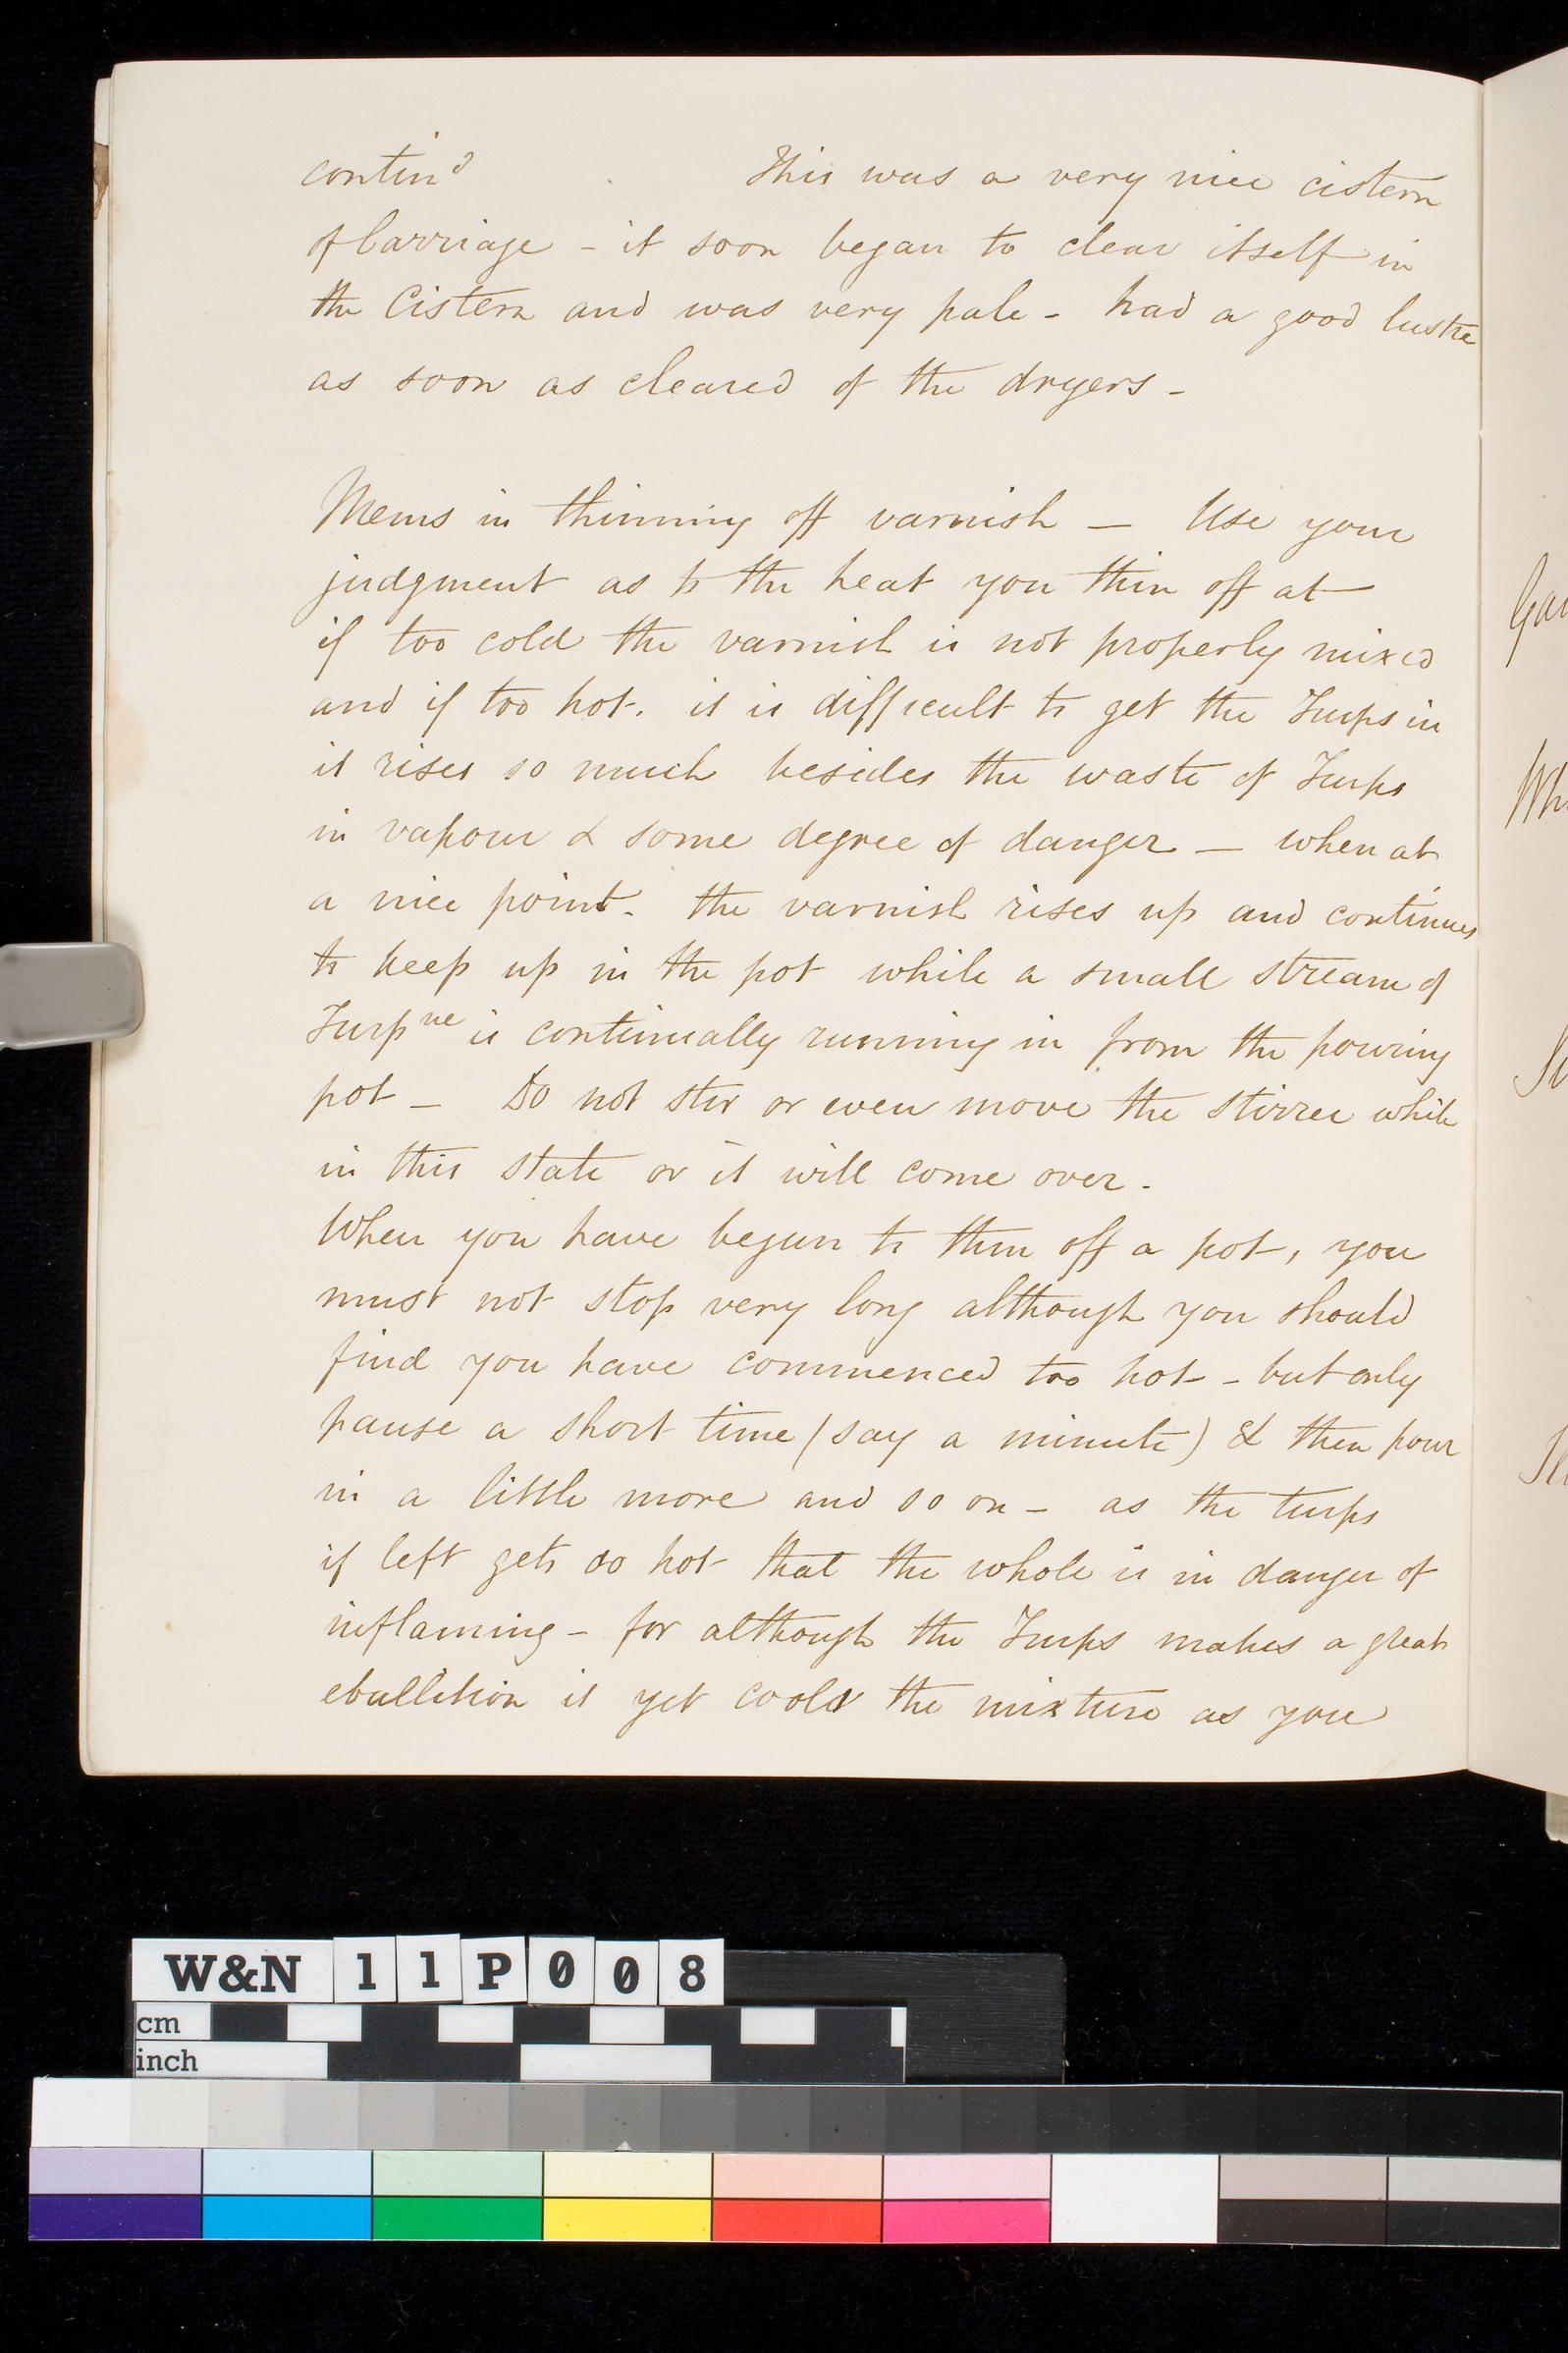 contind This was a very nice cistern
of Carriage - it soon began to clear itself in
the Cistern and was very pale - had a good lustre
as soon as cleared of the dryers -
Mems in thinning off varnish — Use your
judgment as to the heat you thin off at
if too cold the varnish is not properly mixed
and if too hot. it is difficult to get the Turps in
it rises so much besides the waste of Turps
in vapour & some degree of danger — when at
a nice point. the varnish rises up and continues
to keep up in the pot while a small stream of
Turpne is continually running in from the pouring
pot — Do not stir or even move the stirrer while
in this state or it will come over.
When you have begun to thin off a pot, you
must not stop very long although you should
find you have commenced too hot - but only
pause a short time (say a minute) & then pour
in a little more and so on - as the turps
if left gets so hot that the whole is in danger of
inflaming - for although the Turps makes a great
ebullition it yet cools the mixture as you
W&N 11P008
cm
inch